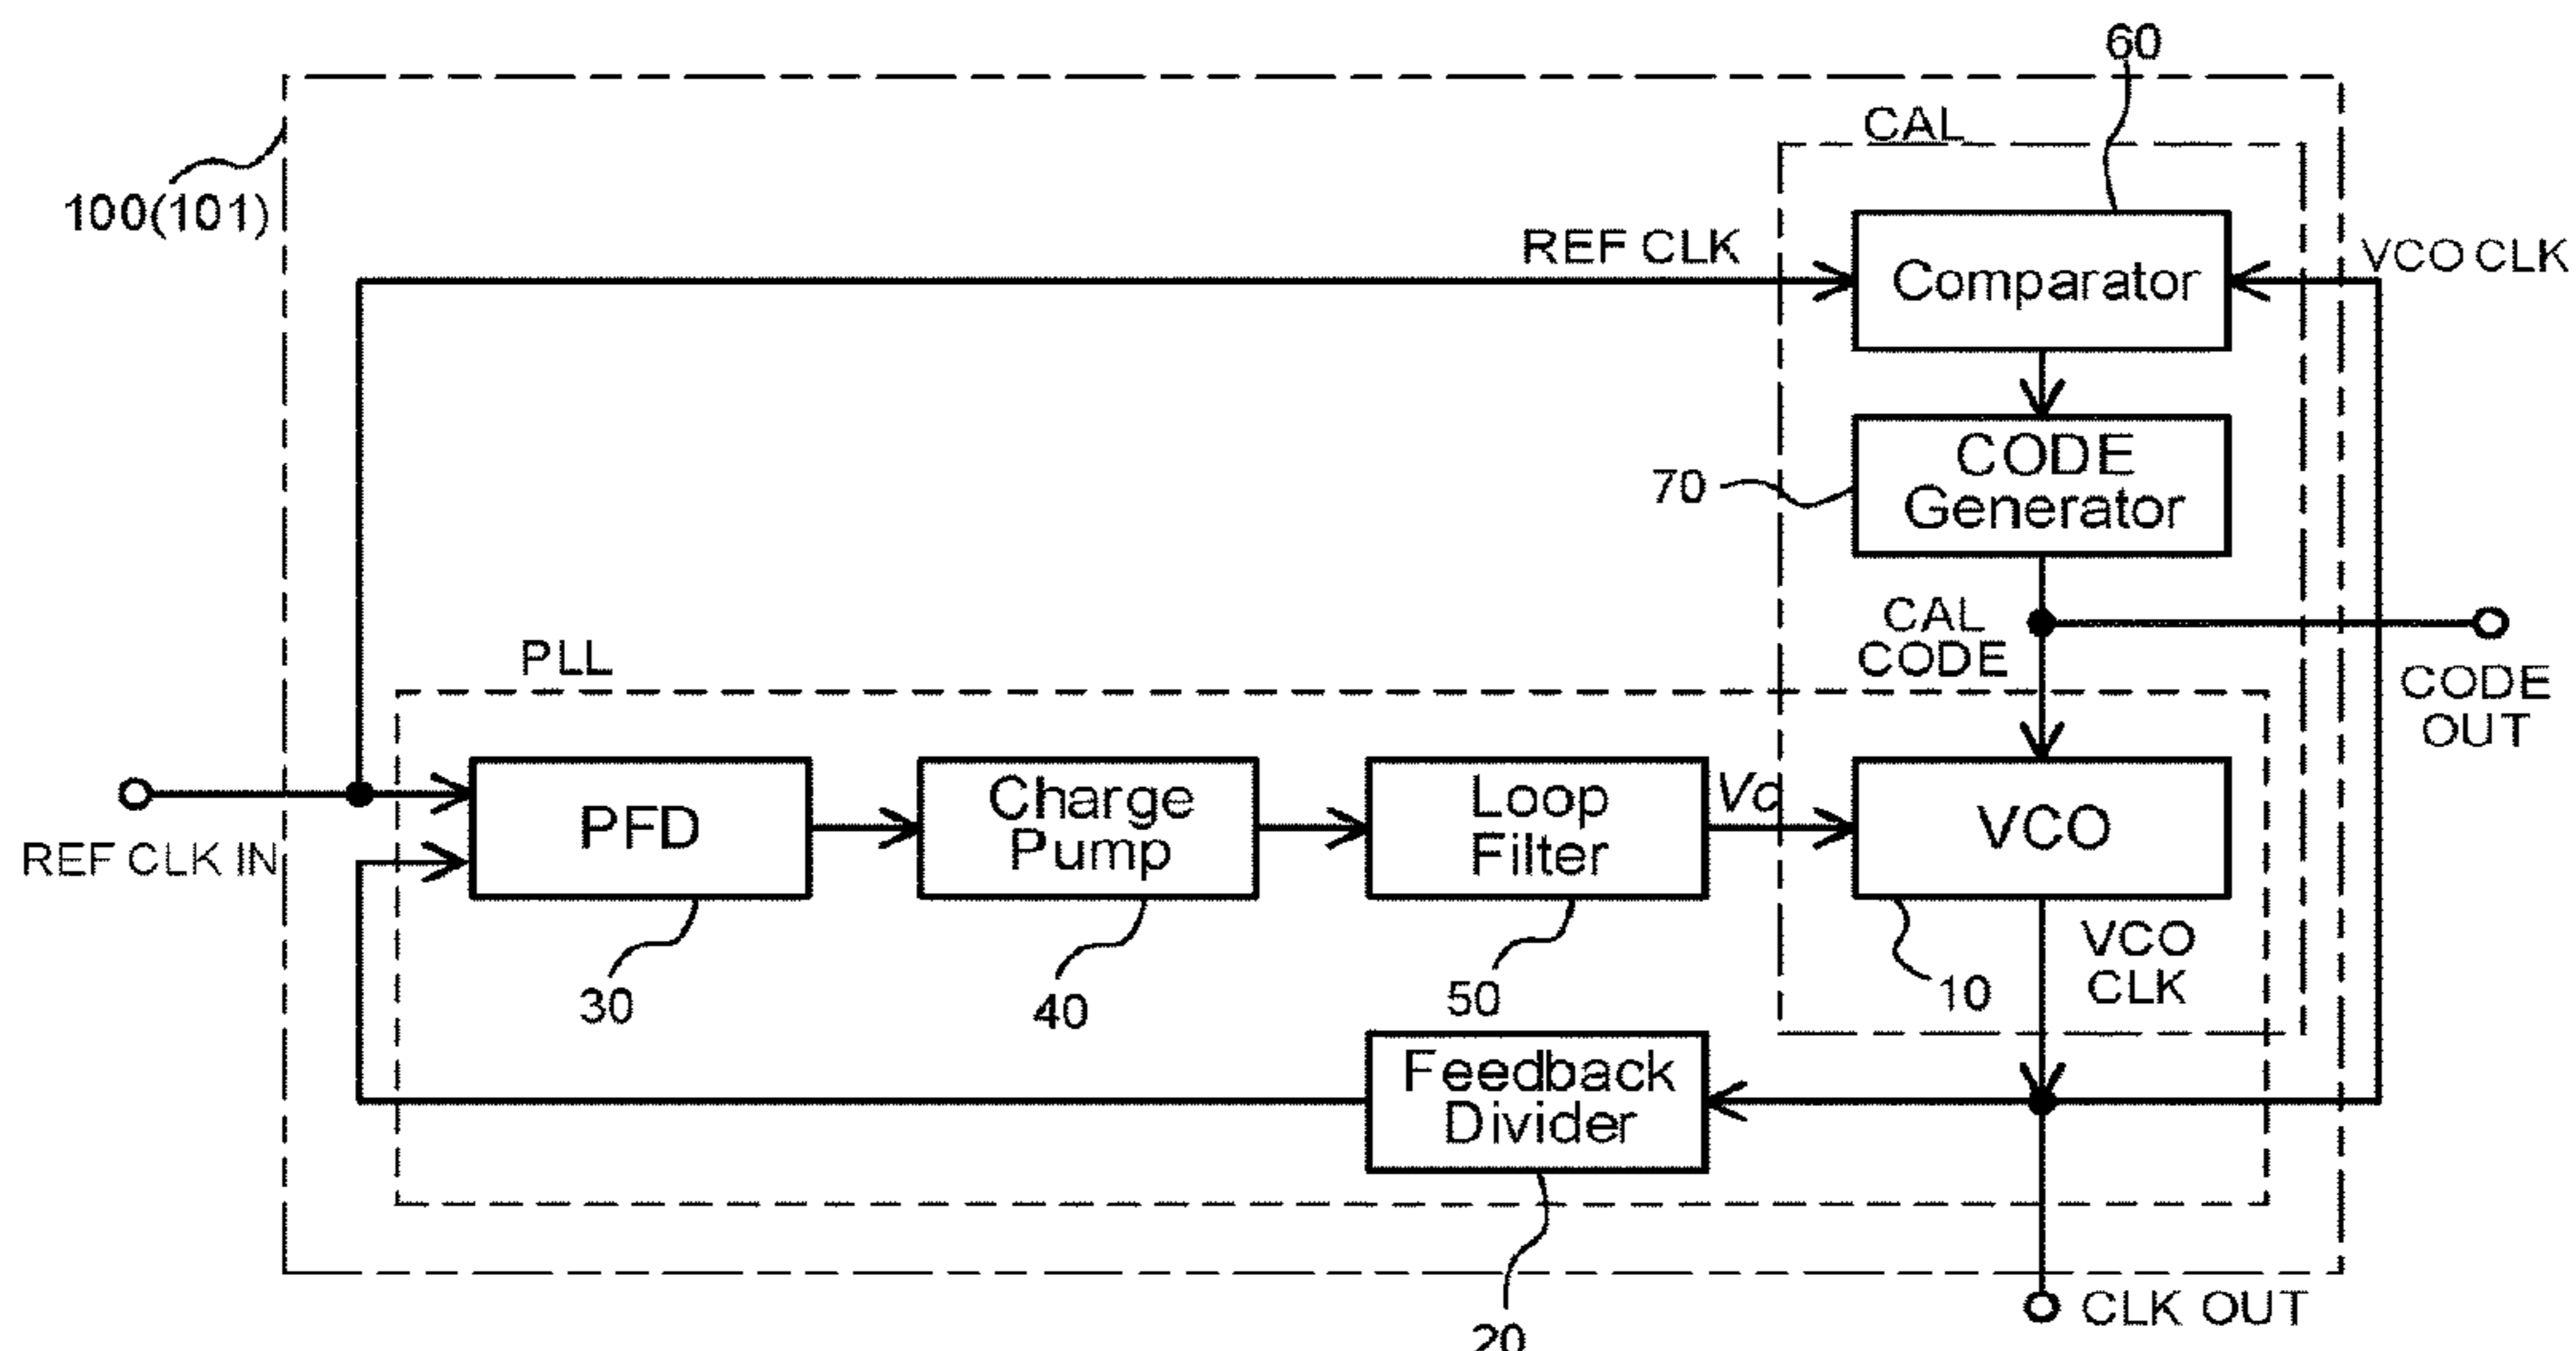 60
CAL
100(101)
REF CLK
Comparator
VCO CLK
70
CODE
Generator
CAL
CODE
CODE
OUT
PLL
REF CLK IN
PFD
Charge
Pump
Loop
Filter
Vc
VCO
30
40
50
10
VCO
CLK
Feedback
Divider
20
CLK OUT